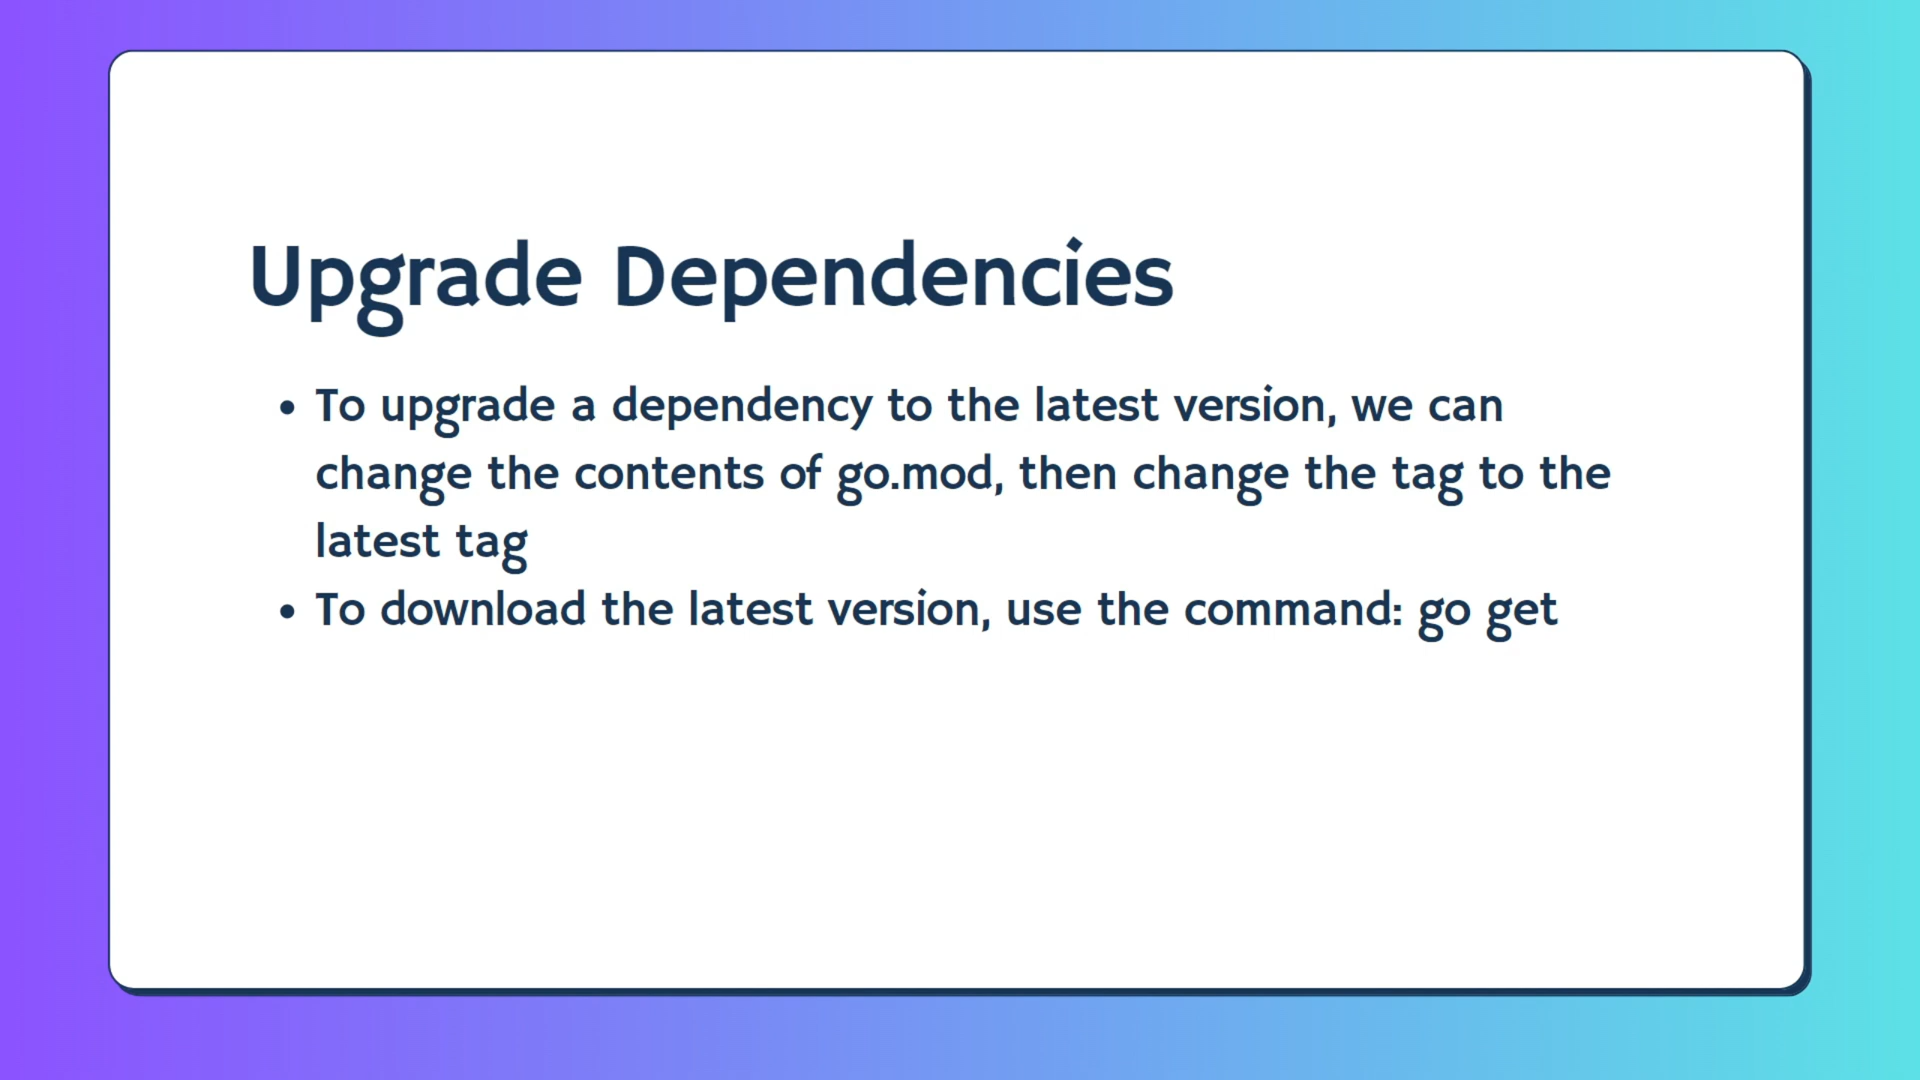 Upgrade Dependencies
• To upgrade a dependency to the latest version, we can
change the contents of go.mod, then change the tag to the
latest tag
• To download the latest version, use the command: go get